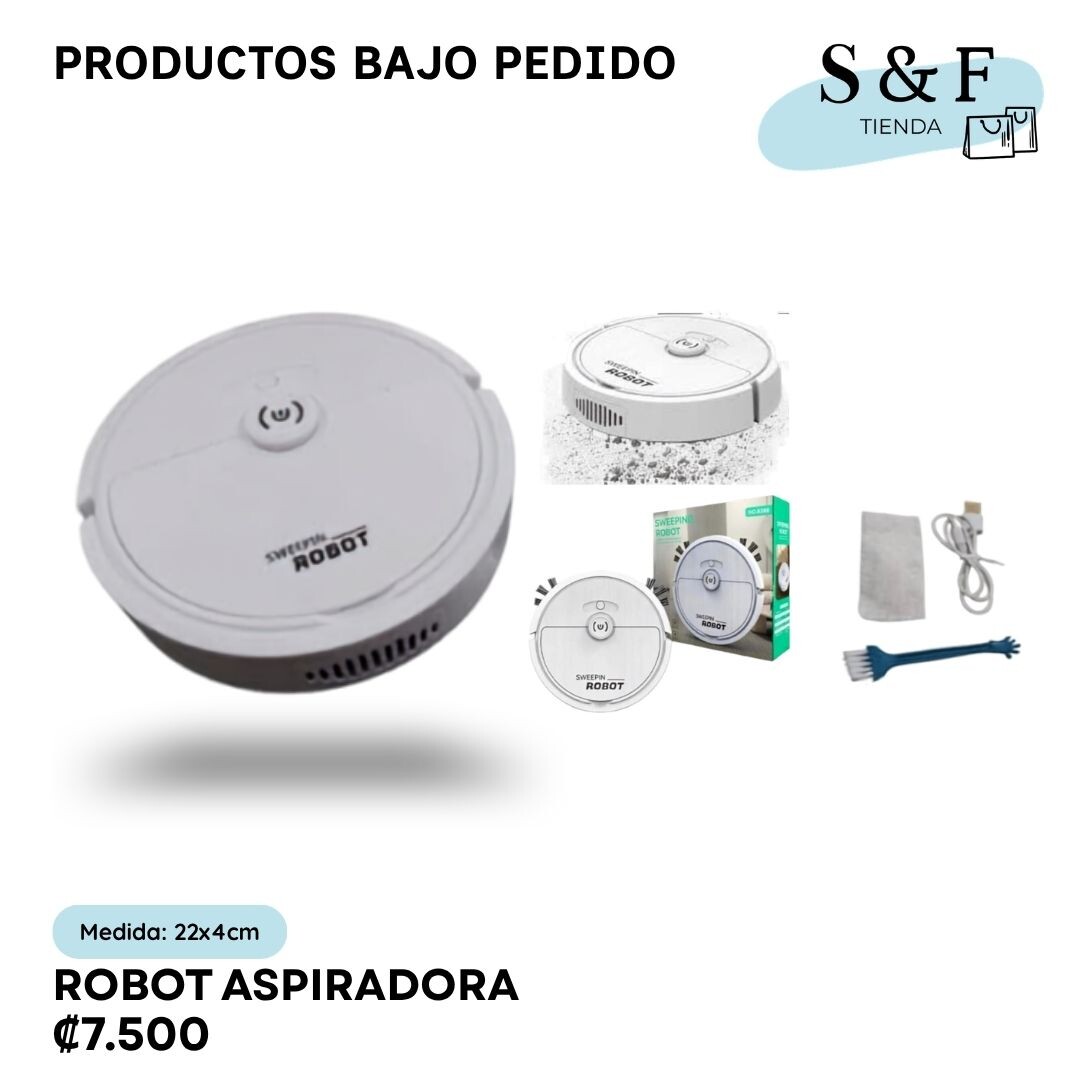 PRODUCTOS BAJO PEDIDO
S & F
TIENDA
SWEEPIN
ROBOT
SWEEPIN
ROBOT
SWEEPING
ROBOT
SWEEPIN
ROBOT
SWEEPIN
ROBOT
Medida: 22x4cm
ROBOT ASPIRADORA
₡7.500